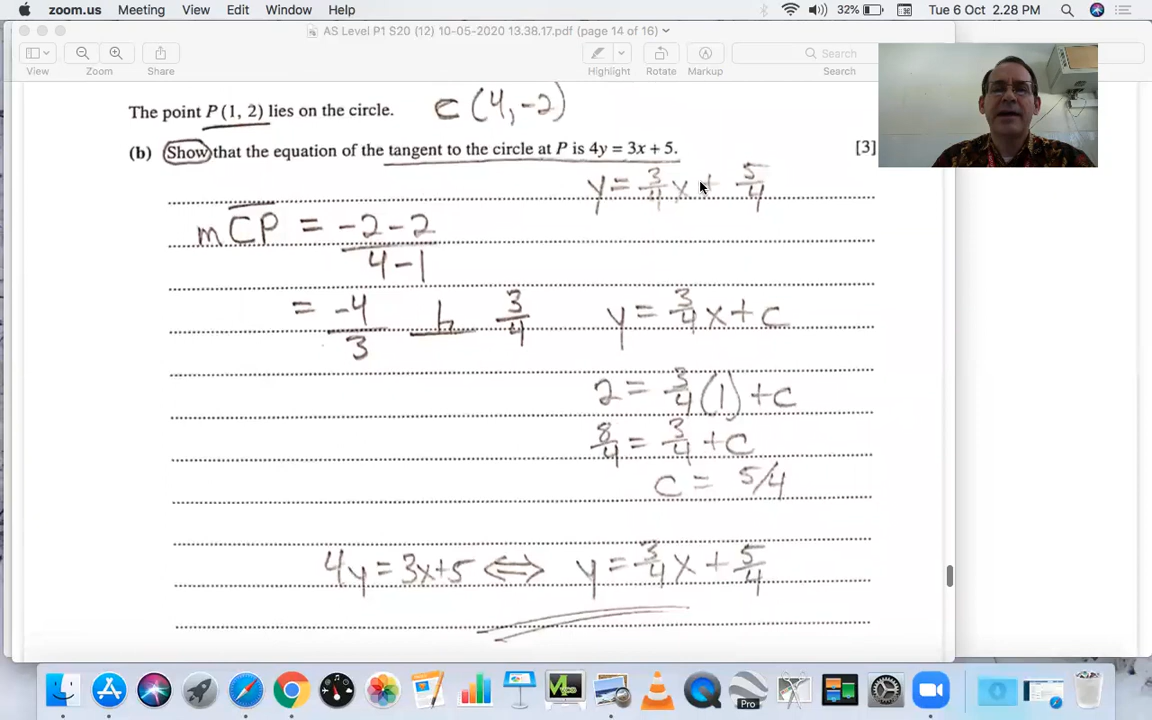 zoom.us Meeting View Edit Window Help 32% Tue 6 Oct 2.28 PM
AS Level P1 S20 (12) 10-05-2020 13.38.17.pdf (page 14 of 16)
View Zoom Share Highlight Rotate Markup Search
Search
The point P (1, 2) lies on the circle. C (4, -2)
(b) Show that the equation of the tangent to the circle at P is 4y = 3x + 5. [3]
y = 3/4 x + 5/4
mCP = -2-2 / 4-1
= -4/3 ⊥ 3/4 y = 3/4 x + c
2 = 3/4 (1) + c
8/4 = 3/4 + c
c = 5/4
4y = 3x+5 ⟺ y = 3/4 x + 5/4
Pro